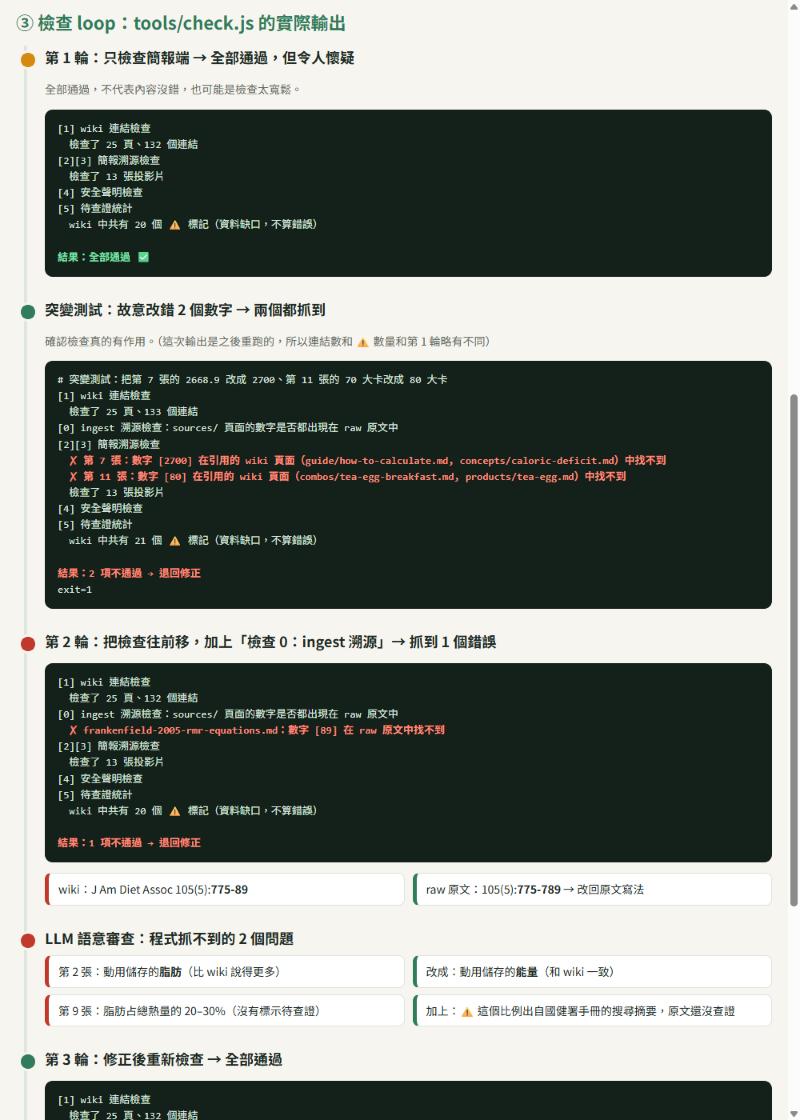 ③ 檢查 loop：tools/check.js 的實際輸出
第 1 輪：只檢查簡報端 → 全部通過，但令人懷疑
全部通過，不代表內容沒錯，也可能是檢查太寬鬆。
[1] wiki 連結檢查
檢查了 25 頁、132 個連結
[2][3] 簡報溯源檢查
檢查了 13 張投影片
[4] 安全聲明檢查
[5] 待查證統計
wiki 中共有 20 個 ⚠️ 標記（資料缺口，不算錯誤）
結果：全部通過 ✅
突變測試：故意改錯 2 個數字 → 兩個都抓到
確認檢查真的有作用。（這次輸出是之後重跑的，所以連結數和 ⚠️ 數量和第 1 輪略有不同）
# 突變測試：把第 7 張的 2668.9 改成 2700、第 11 張的 70 大卡改成 80 大卡
[1] wiki 連結檢查
檢查了 25 頁、133 個連結
[0] ingest 溯源檢查：sources/ 頁面的數字是否都出現在 raw 原文中
[2][3] 簡報溯源檢查
✗ 第 7 張：數字 [2700] 在引用的 wiki 頁面（guide/how-to-calculate.md, concepts/caloric-deficit.md）中找不到
✗ 第 11 張：數字 [80] 在引用的 wiki 頁面（combos/tea-egg-breakfast.md, products/tea-egg.md）中找不到
檢查了 13 張投影片
[4] 安全聲明檢查
[5] 待查證統計
wiki 中共有 21 個 ⚠️ 標記（資料缺口，不算錯誤）
結果：2 項不通過 → 退回修正
exit=1
第 2 輪：把檢查往前移，加上「檢查 0：ingest 溯源」→ 抓到 1 個錯誤
[1] wiki 連結檢查
檢查了 25 頁、132 個連結
[0] ingest 溯源檢查：sources/ 頁面的數字是否都出現在 raw 原文中
✗ frankenfield-2005-rmr-equations.md：數字 [89] 在 raw 原文中找不到
[2][3] 簡報溯源檢查
檢查了 13 張投影片
[4] 安全聲明檢查
[5] 待查證統計
wiki 中共有 20 個 ⚠️ 標記（資料缺口，不算錯誤）
結果：1 項不通過 → 退回修正
wiki：J Am Diet Assoc 105(5):775-89
raw 原文：105(5):775-789 → 改回原文寫法
LLM 語意審查：程式抓不到的 2 個問題
第 2 張：動用儲存的脂肪（比 wiki 說得更多）
改成：動用儲存的能量（和 wiki 一致）
第 9 張：脂肪占總熱量的 20–30%（沒有標示待查證）
加上：⚠️ 這個比例出自國健署手冊的搜尋摘要，原文還沒查證
第 3 輪：修正後重新檢查 → 全部通過
[1] wiki 連結檢查
檢查了 25 頁、132 個連結